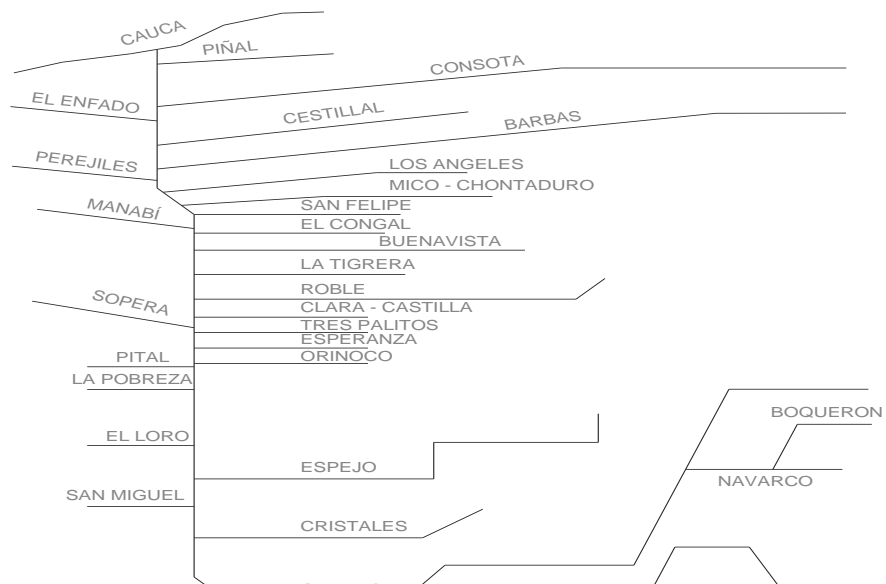 CAUCA
PIÑAL
CONSOTA
EL ENFADO
CESTILLAL
BARBAS
PEREJILES
LOS ANGELES
MICO - CHONTADURO
MANABÍ
SAN FELIPE
EL CONGAL
BUENAVISTA
LA TIGRERA
ROBLE
SOPERA
CLARA - CASTILLA
TRES PALITOS
ESPERANZA
PITAL
ORINOCO
LA POBREZA
BOQUERON
EL LORO
ESPEJO
NAVARCO
SAN MIGUEL
CRISTALES